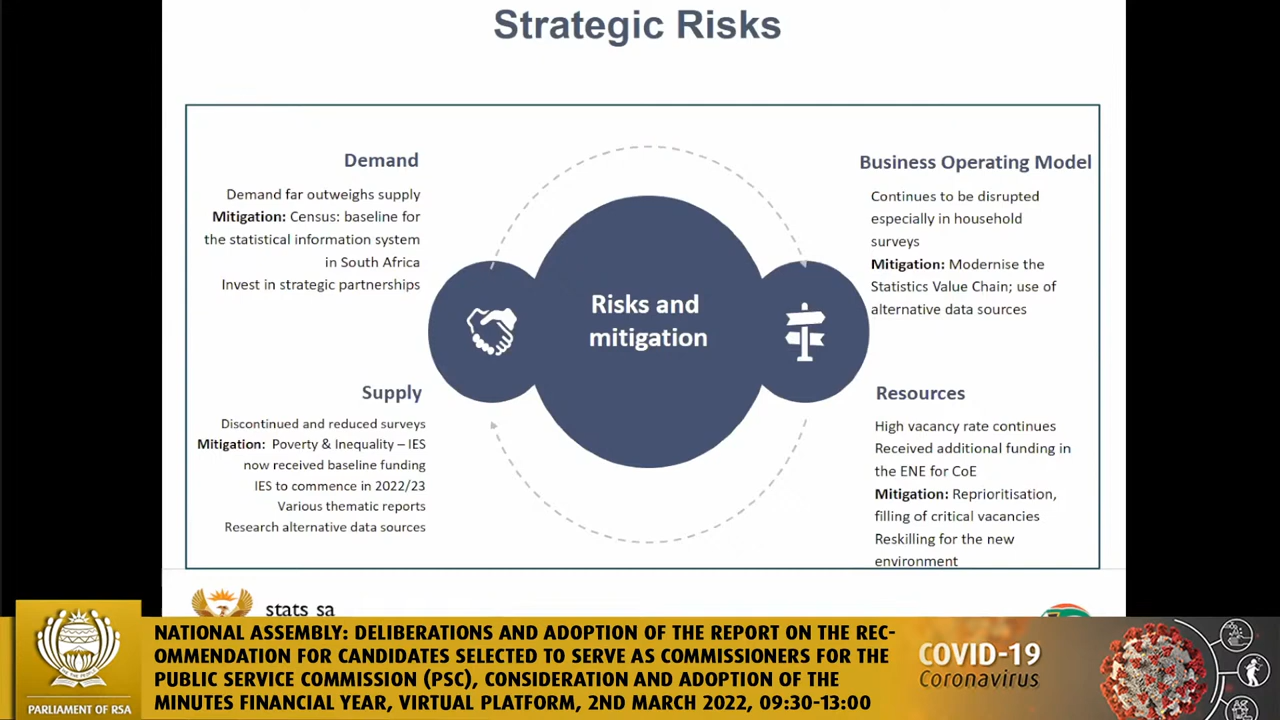 Strategic Risks
Demand
Demand far outweighs supply
Mitigation: Census: baseline for
the statistical information system
in South Africa
Invest in strategic partnerships
Business Operating Model
Continues to be disrupted
especially in household
surveys
Mitigation: Modernise the
Statistics Value Chain; use of
alternative data sources
Risks and
mitigation
Supply
Discontinued and reduced surveys
Mitigation: Poverty & Inequality – IES
now received baseline funding
IES to commence in 2022/23
Various thematic reports
Research alternative data sources
Resources
High vacancy rate continues
Received additional funding in
the ENE for CoE
Mitigation: Reprioritisation,
filling of critical vacancies
Reskilling for the new
environment
stats sa
PARLIAMENT OF RSA
NATIONAL ASSEMBLY: DELIBERATIONS AND ADOPTION OF THE REPORT ON THE REC-
OMMENDATION FOR CANDIDATES SELECTED TO SERVE AS COMMISSIONERS FOR THE
PUBLIC SERVICE COMMISSION (PSC), CONSIDERATION AND ADOPTION OF THE
MINUTES FINANCIAL YEAR, VIRTUAL PLATFORM, 2ND MARCH 2022, 09:30-13:00
COVID-19
Coronavirus